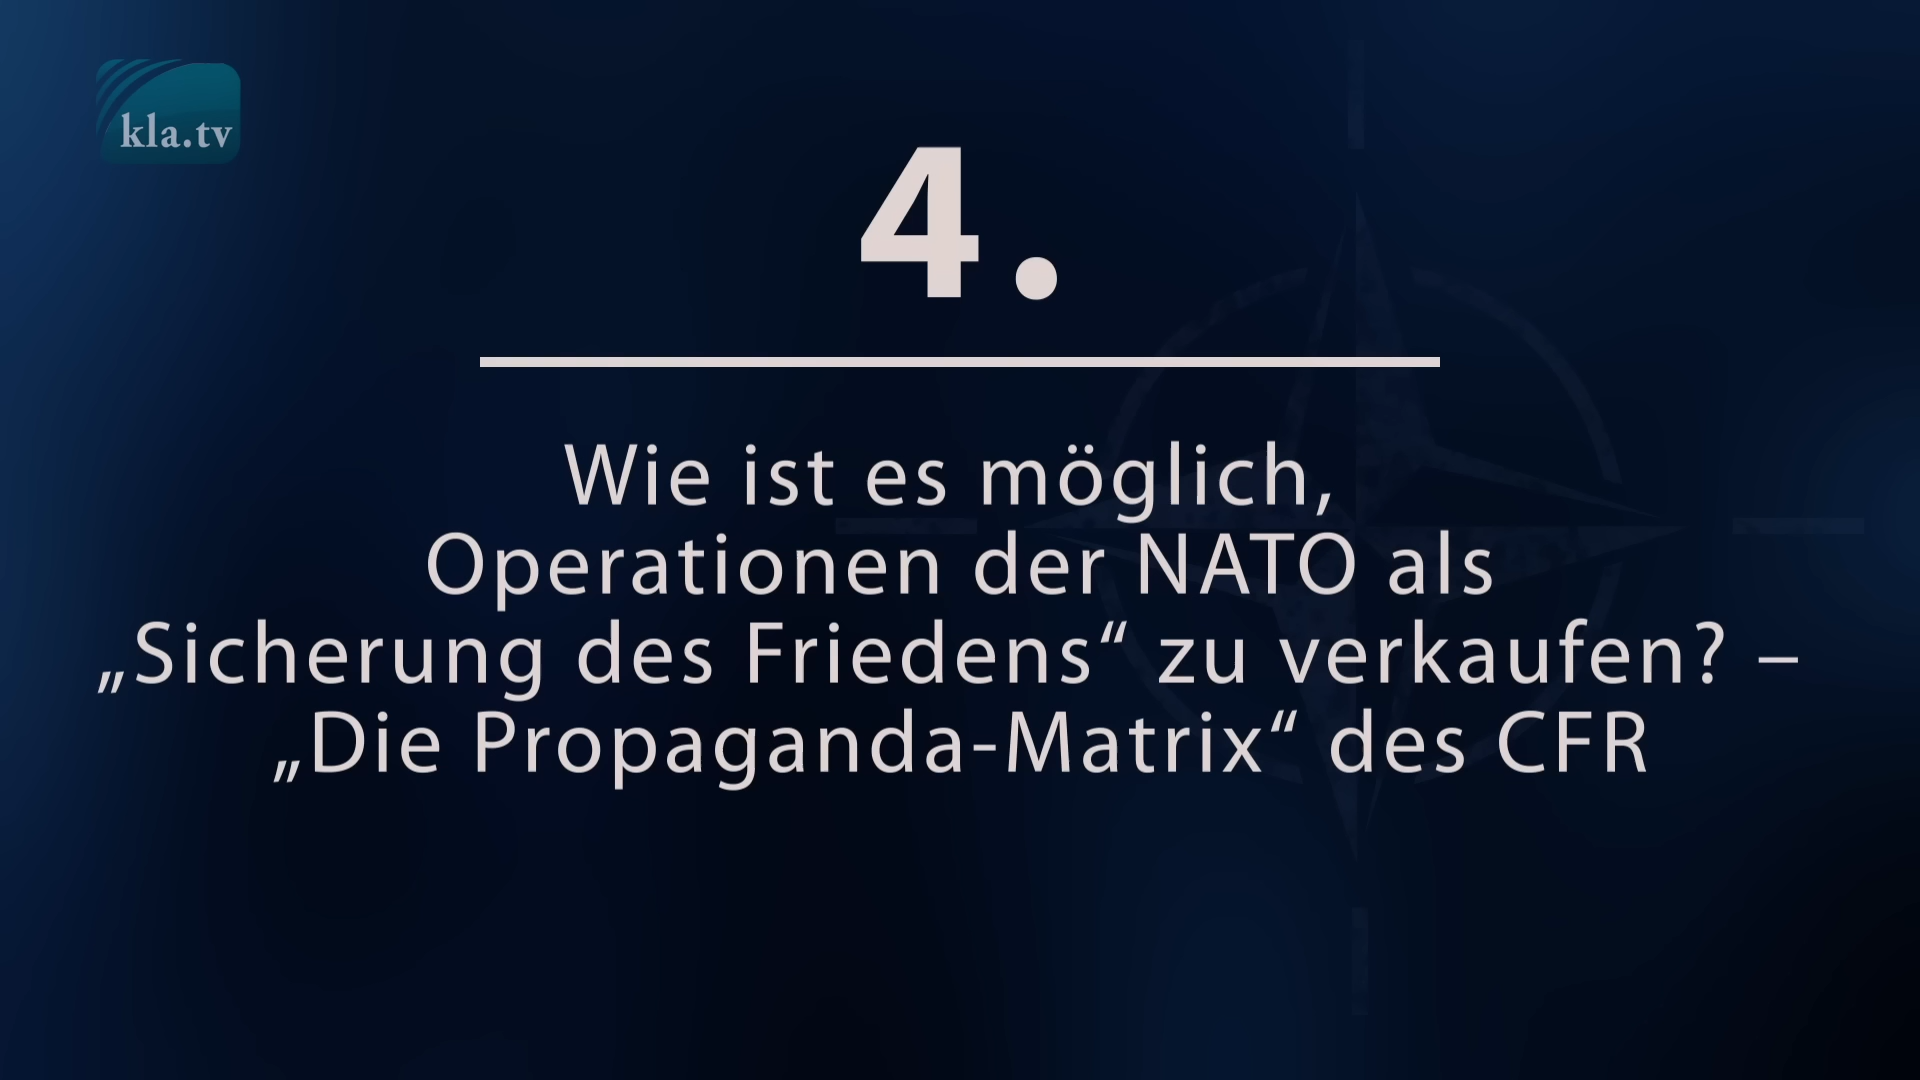 kla.tv
4.
Wie ist es möglich,
Operationen der NATO als
„Sicherung des Friedens“ zu verkaufen? –
„Die Propaganda-Matrix“ des CFR